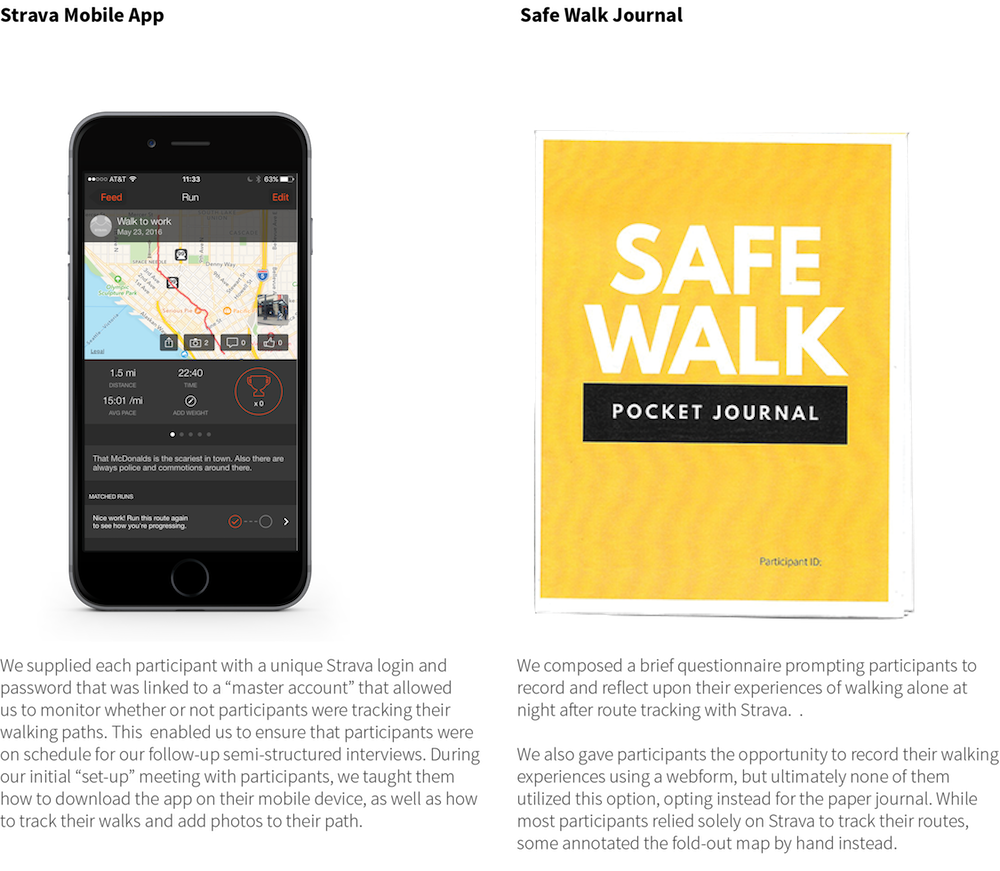 Strava Mobile App
AT&T 11:33 63%
Feed Run Edit
Walk to work
May 23, 2016
SPACE NEEDLE
Denny Way
Olympic
Sculpture Park
Serious Pie
Legal
2 0 0
1.5 mi 22:40
DISTANCE TIME
x 0
15:01 /mi
AVG PACE ADD WEIGHT
That McDonalds is the scariest in town. Also there are
always police and commotions around there.
MATCHED RUNS
Nice work! Run this route again
to see how you're progressing.
We supplied each participant with a unique Strava login and
password that was linked to a “master account” that allowed
us to monitor whether or not participants were tracking their
walking paths. This  enabled us to ensure that participants were
on schedule for our follow-up semi-structured interviews. During
our initial “set-up” meeting with participants, we taught them
how to download the app on their mobile device, as well as how
to track their walks and add photos to their path.
Safe Walk Journal
SAFE
WALK
POCKET JOURNAL
Participant ID:
We composed a brief questionnaire prompting participants to
record and reflect upon their experiences of walking alone at
night after route tracking with Strava.  .
We also gave participants the opportunity to record their walking
experiences using a webform, but ultimately none of them
utilized this option, opting instead for the paper journal. While
most participants relied solely on Strava to track their routes,
some annotated the fold-out map by hand instead.